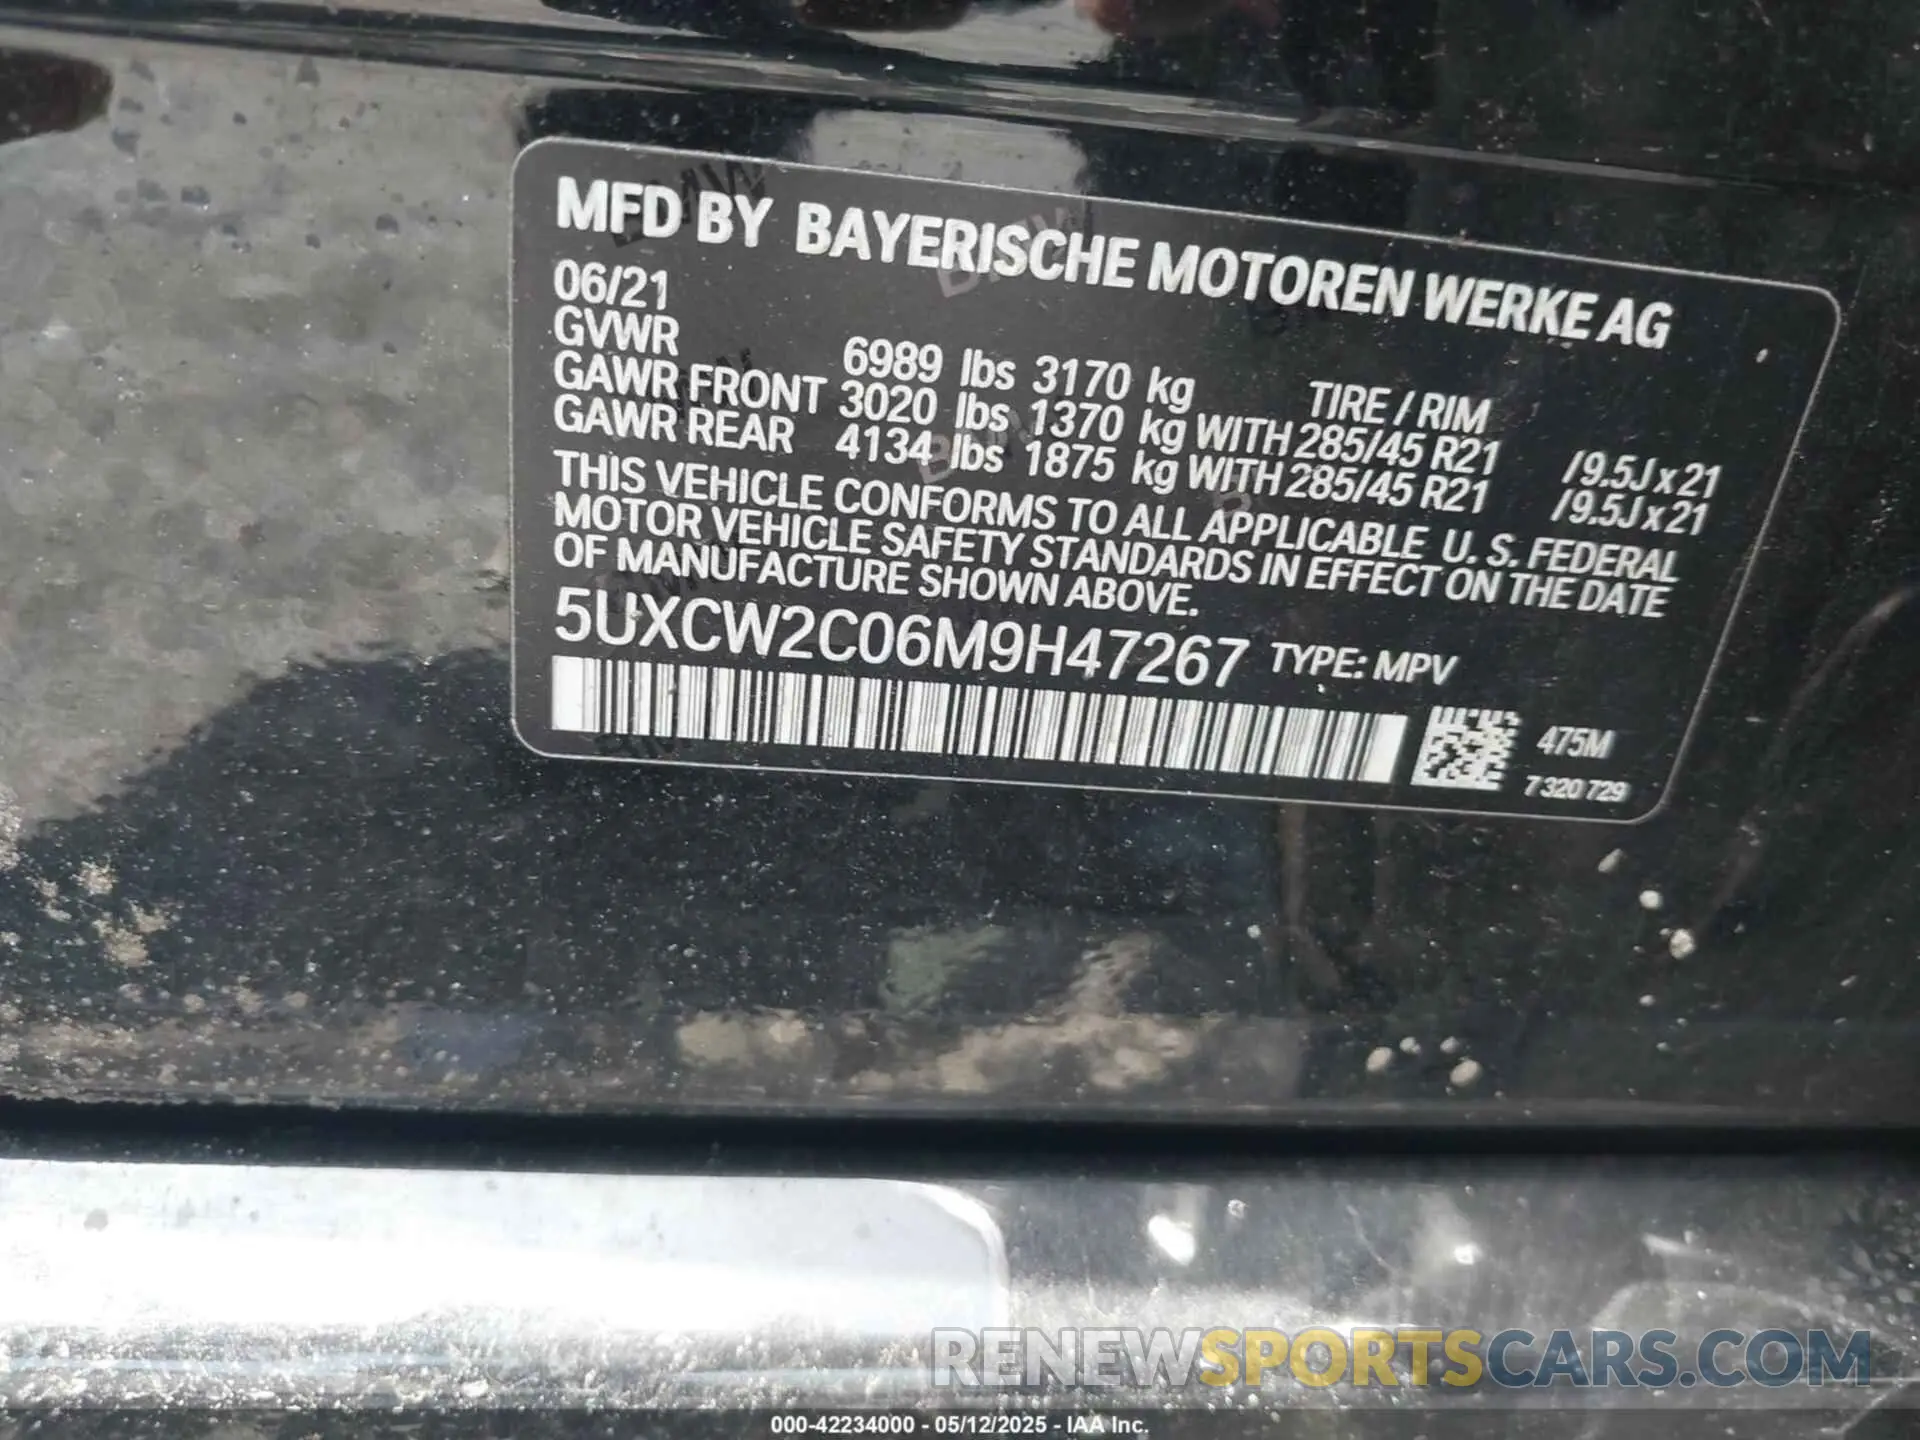 MFD BY BAYERISCHE MOTOREN WERKE AG
06/21
GVWR 6989 lbs 3170 kg TIRE / RIM
GAWR FRONT 3020 lbs 1370 kg WITH 285/45 R21 /9.5J x 21
GAWR REAR 4134 lbs 1875 kg WITH 285/45 R21 /9.5J x 21
THIS VEHICLE CONFORMS TO ALL APPLICABLE U. S. FEDERAL
MOTOR VEHICLE SAFETY STANDARDS IN EFFECT ON THE DATE
OF MANUFACTURE SHOWN ABOVE.
5UXCW2C06M9H47267 TYPE: MPV
475M
7 320 729
RENEWSPORTSCARS.COM
000-42234000 - 05/12/2025 - IAA Inc.